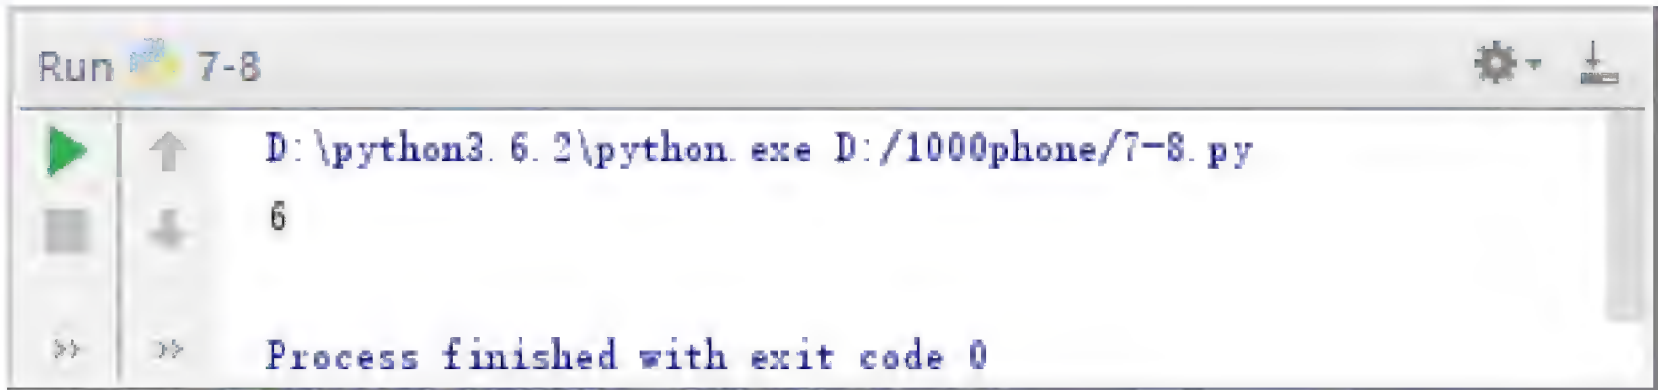 Run 7-8
D:\python3.6.2\python.exe D:/1000phone/7-8.py
6
Process finished with exit code 0